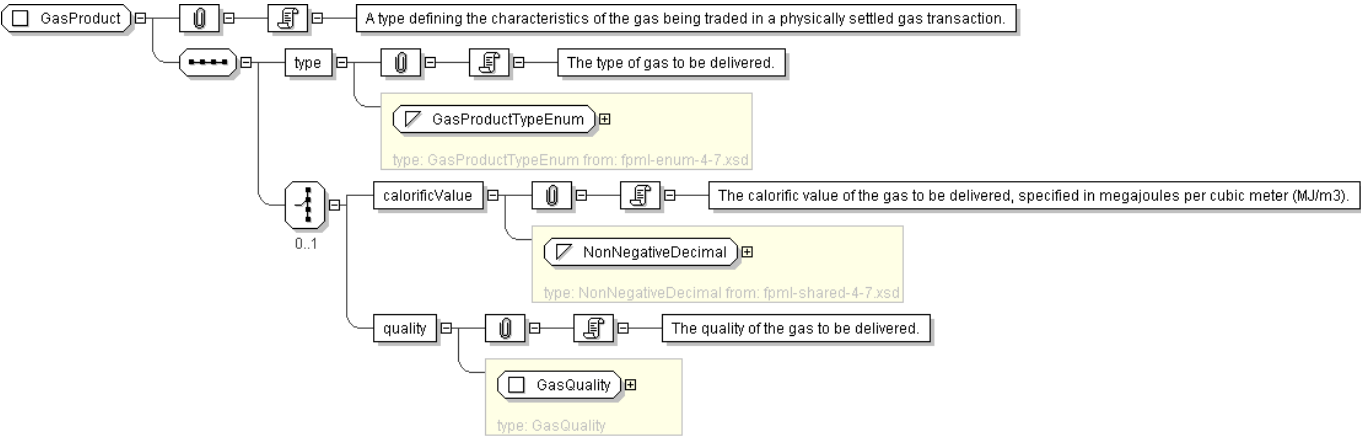 GasProduct
A type defining the characteristics of the gas being traded in a physically settled gas transaction.
type
The type of gas to be delivered.
GasProductTypeEnum
type: GasProductTypeEnum from: fpml-enum-4-7.xsd
calorificValue
The calorific value of the gas to be delivered, specified in megajoules per cubic meter (MJ/m3).
0..1
NonNegativeDecimal
type: NonNegativeDecimal from: fpml-shared-4-7.xsd
quality
The quality of the gas to be delivered.
GasQuality
type: GasQuality